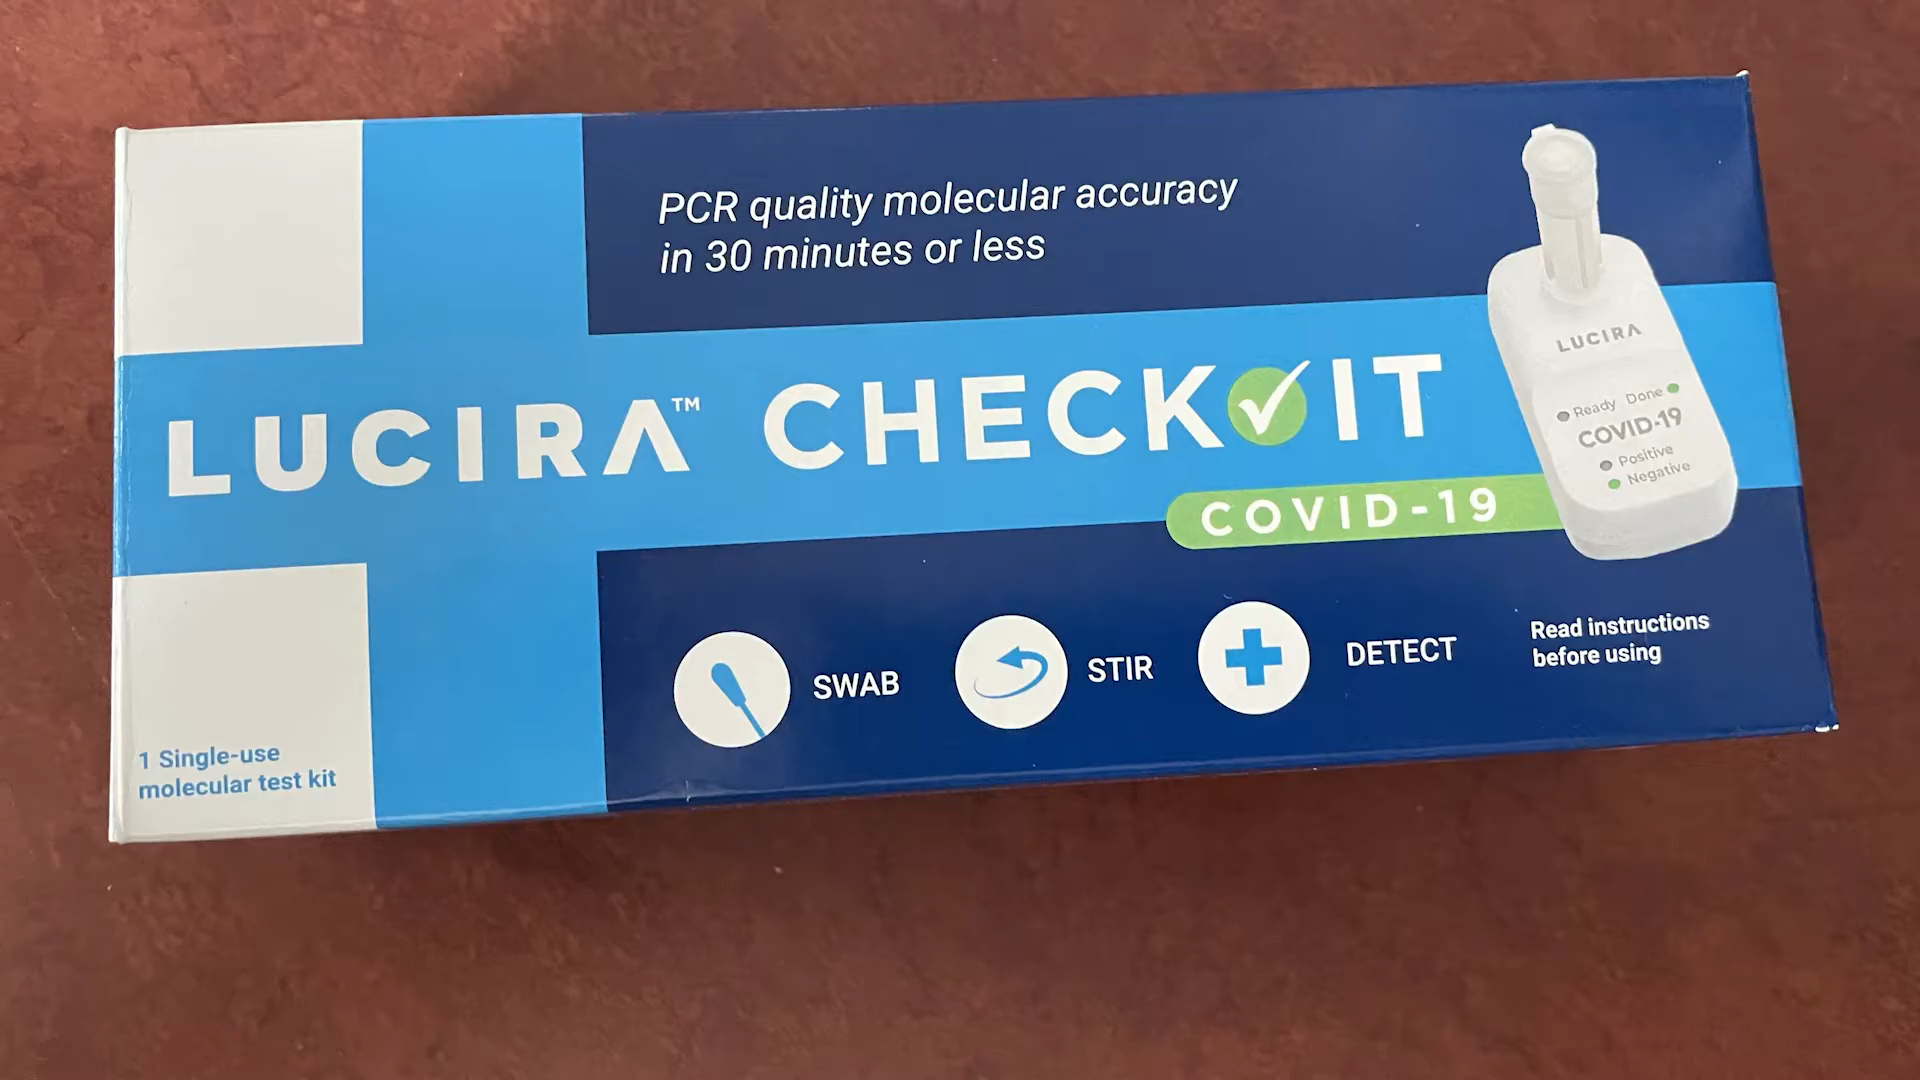 PCR quality molecular accuracy
in 30 minutes or less
LUCIRA™ CHECK✓IT
COVID-19
LUCIRA
Ready Done
COVID-19
Positive
Negative
SWAB STIR DETECT
Read instructions
before using
1 Single-use
molecular test kit